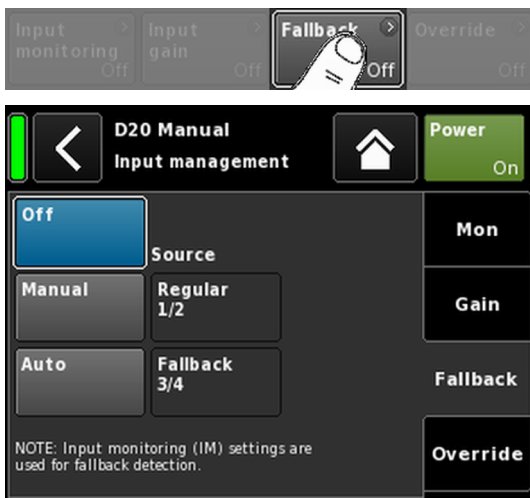 Input monitoring Off
Input gain Off
Fallback Off
Override Off
D20 Manual
Input management
Power
On
Off
Source
Manual
Regular
1/2
Auto
Fallback
3/4
Mon
Gain
Fallback
Override
NOTE: Input monitoring (IM) settings are
used for fallback detection.